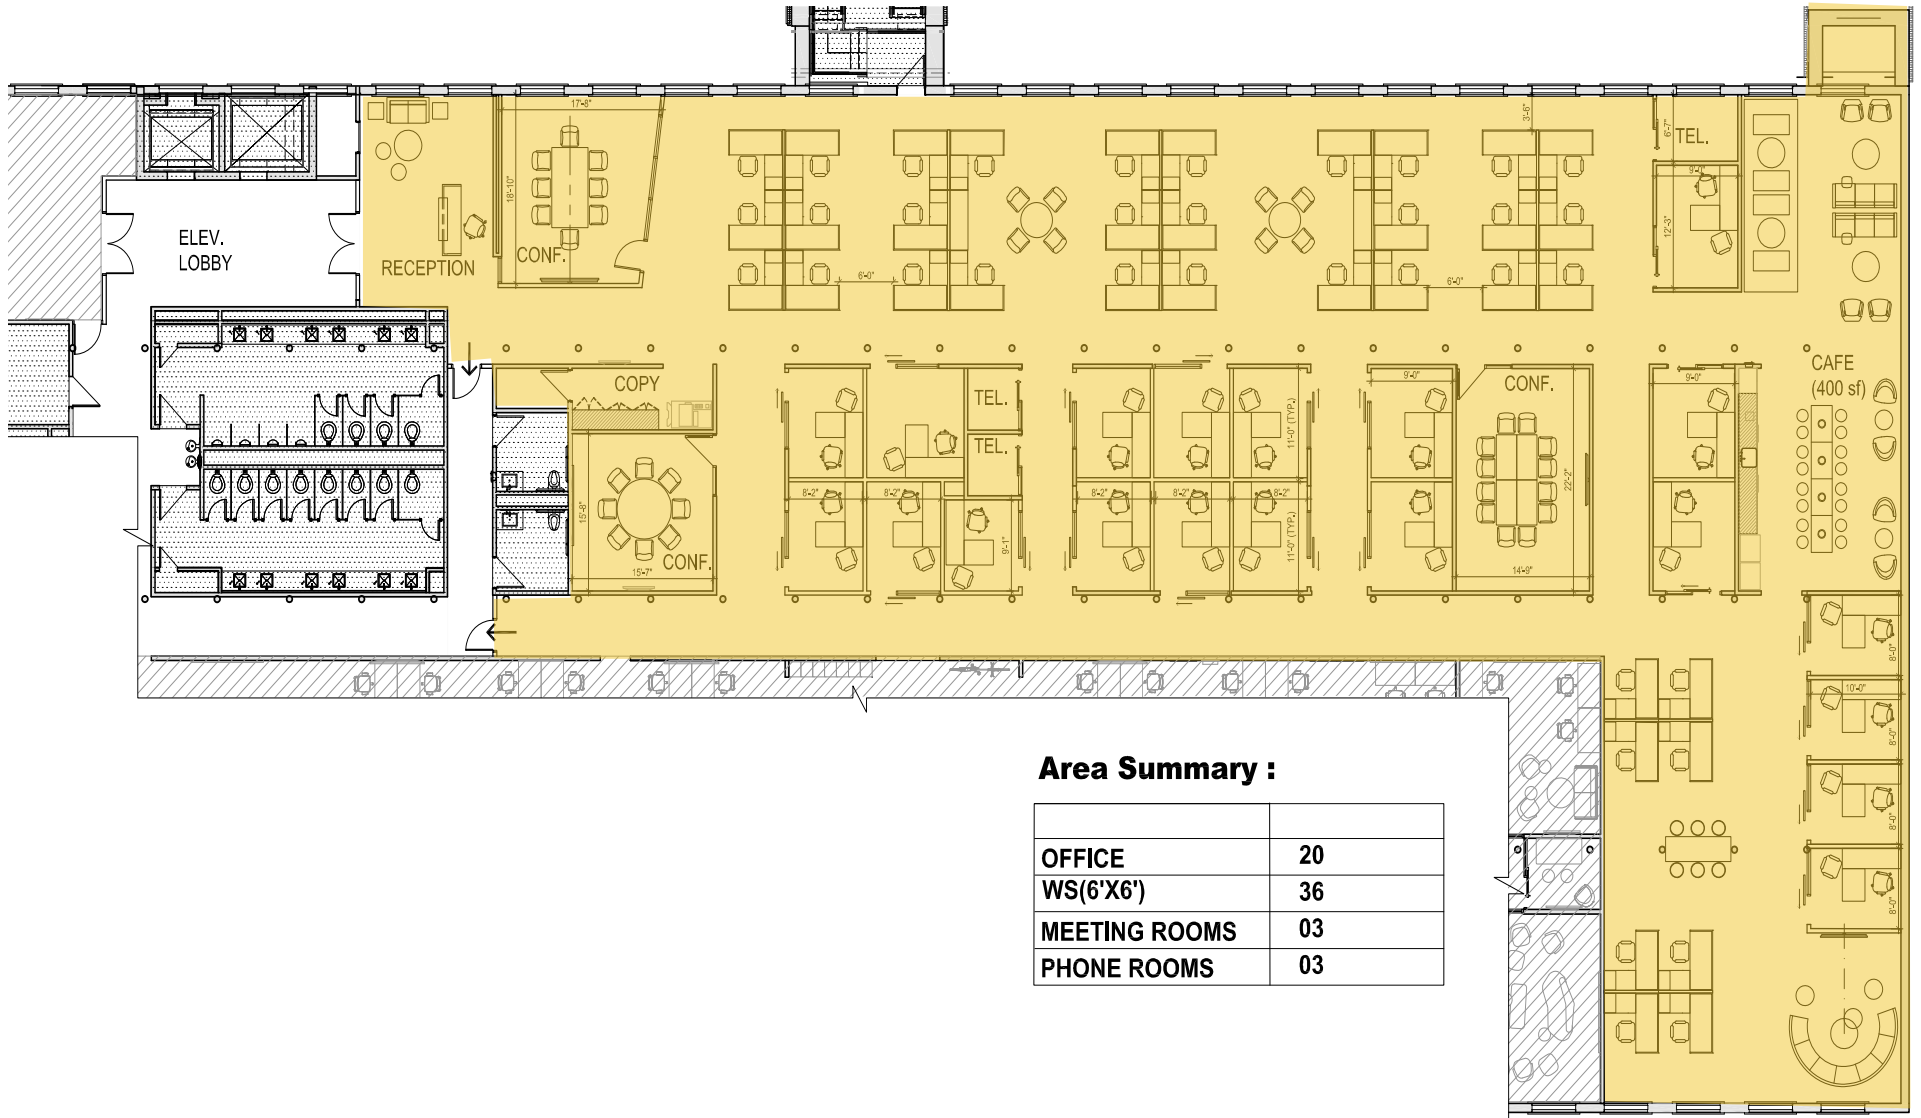 17'-8"
3'-6"
6'-7"
TEL.
9'-0"
18'-10"
12'-3"
ELEV.
LOBBY
RECEPTION
CONF.
6'-0"
6'-0"
CAFE
(400 sf)
COPY
TEL.
TEL.
9'-0"
CONF.
9'-0"
11'-0" (TYP.)
22'-2"
8'-2"
8'-2"
8'-2"
8'-2"
8'-2"
15'-8"
9'-1"
11'-0" (TYP.)
CONF.
15'-7"
14'-9"
8'-0"
10'-0"
8'-0"
8'-0"
8'-0"
Area Summary :
OFFICE 20
WS(6'X6') 36
MEETING ROOMS 03
PHONE ROOMS 03